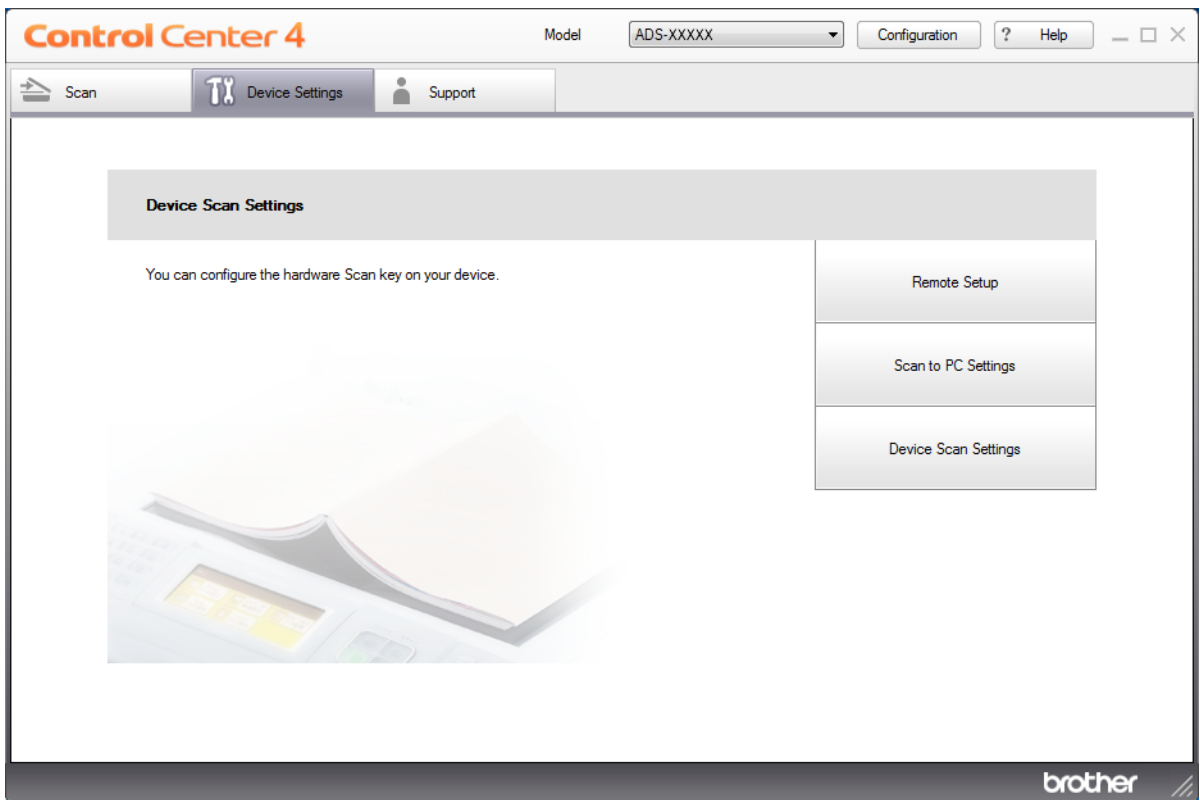 Control Center 4
Model
ADS-XXXXX
Configuration
? Help
Scan
Device Settings
Support
Device Scan Settings
You can configure the hardware Scan key on your device.
Remote Setup
Scan to PC Settings
Device Scan Settings
brother